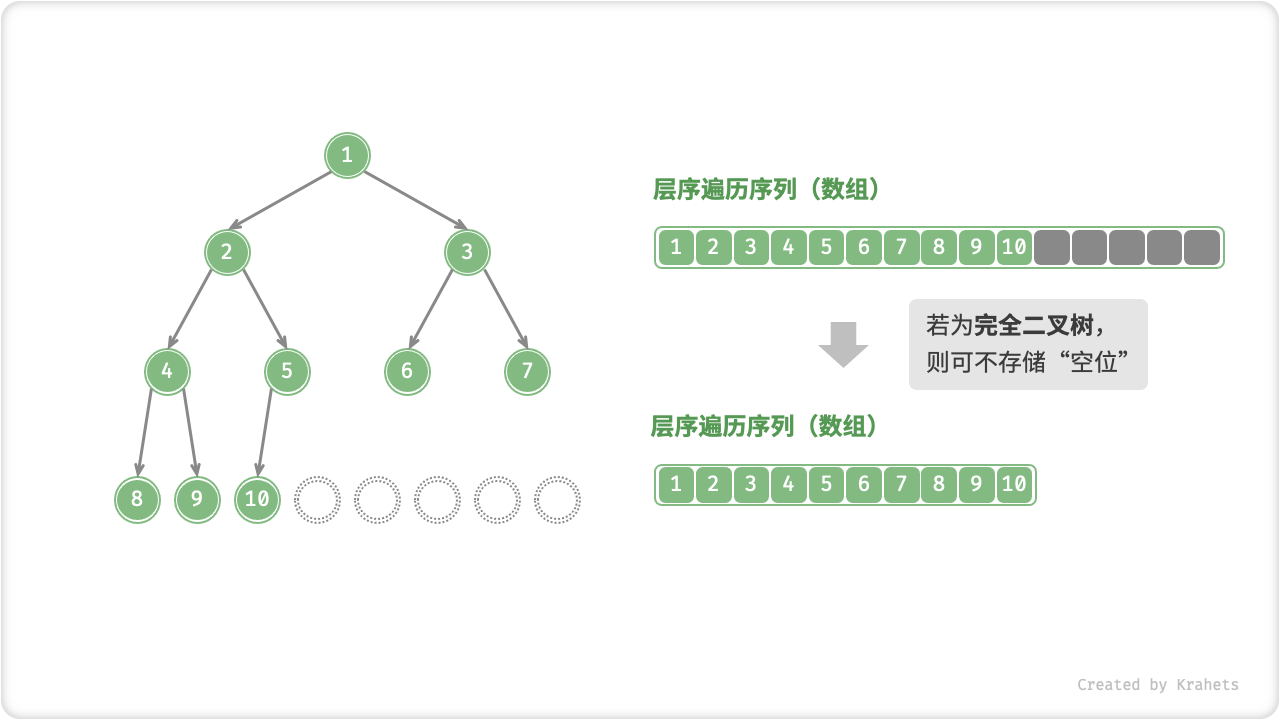 1
2 3
4 5 6 7
8 9 10
层序遍历序列（数组）
1 2 3 4 5 6 7 8 9 10
若为完全二叉树，
则可不存储“空位”
层序遍历序列（数组）
1 2 3 4 5 6 7 8 9 10
Created by Krahets